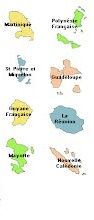 Martinique
Polynésie
Française
St Pierre et
Miquelon
Guadeloupe
Guyane
Française
La
Réunion
Mayotte
Nouvelle
Calédonie